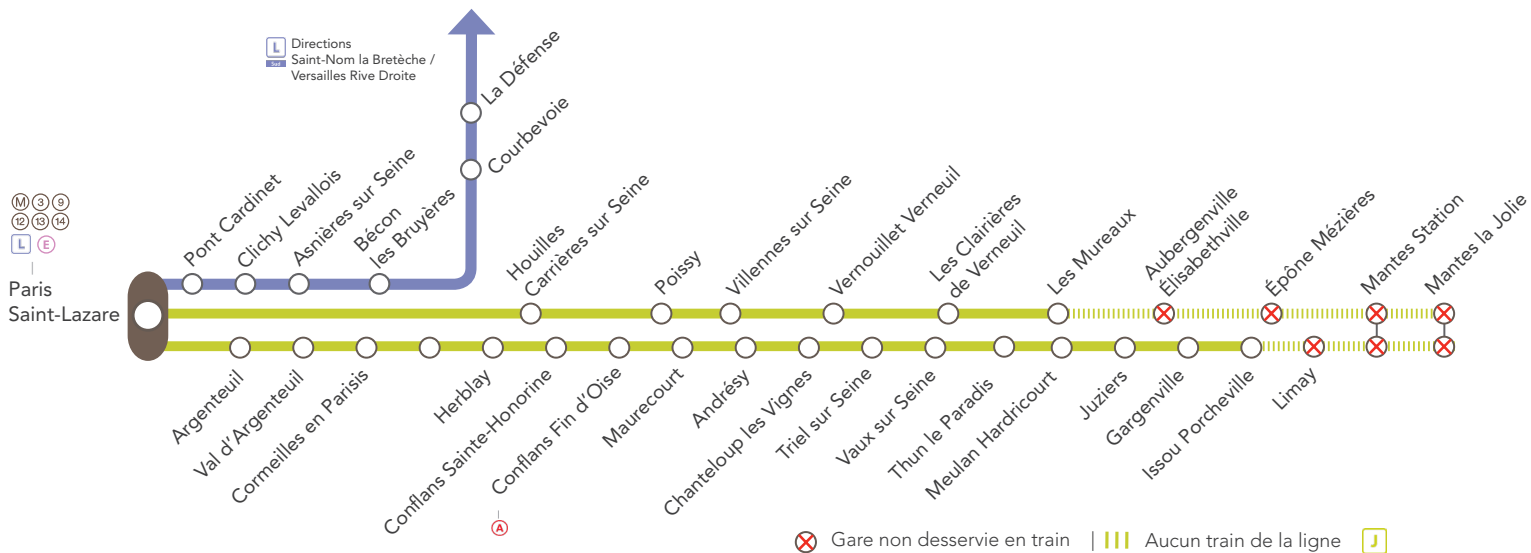 L
Sud
Directions
Saint-Nom la Bretèche /
Versailles Rive Droite
La Défense
Courbevoie
M 3 9
12 13 14
L E
Paris
Saint-Lazare
Pont Cardinet
Clichy Levallois
Asnières sur Seine
Bécon
les Bruyères
Houilles
Carrières sur Seine
Poissy
Villennes sur Seine
Vernouillet Verneuil
Les Clairières
de Verneuil
Les Mureaux
Aubergenville
Élisabethville
Épône Mézières
Mantes Station
Mantes la Jolie
Argenteuil
Val d'Argenteuil
Cormeilles en Parisis
Herblay
Conflans Sainte-Honorine
Conflans Fin d'Oise
A
Maurecourt
Andrésy
Chanteloup les Vignes
Triel sur Seine
Vaux sur Seine
Thun le Paradis
Meulan Hardricourt
Juziers
Gargenville
Issou Porcheville
Limay
Gare non desservie en train | Aucun train de la ligne J